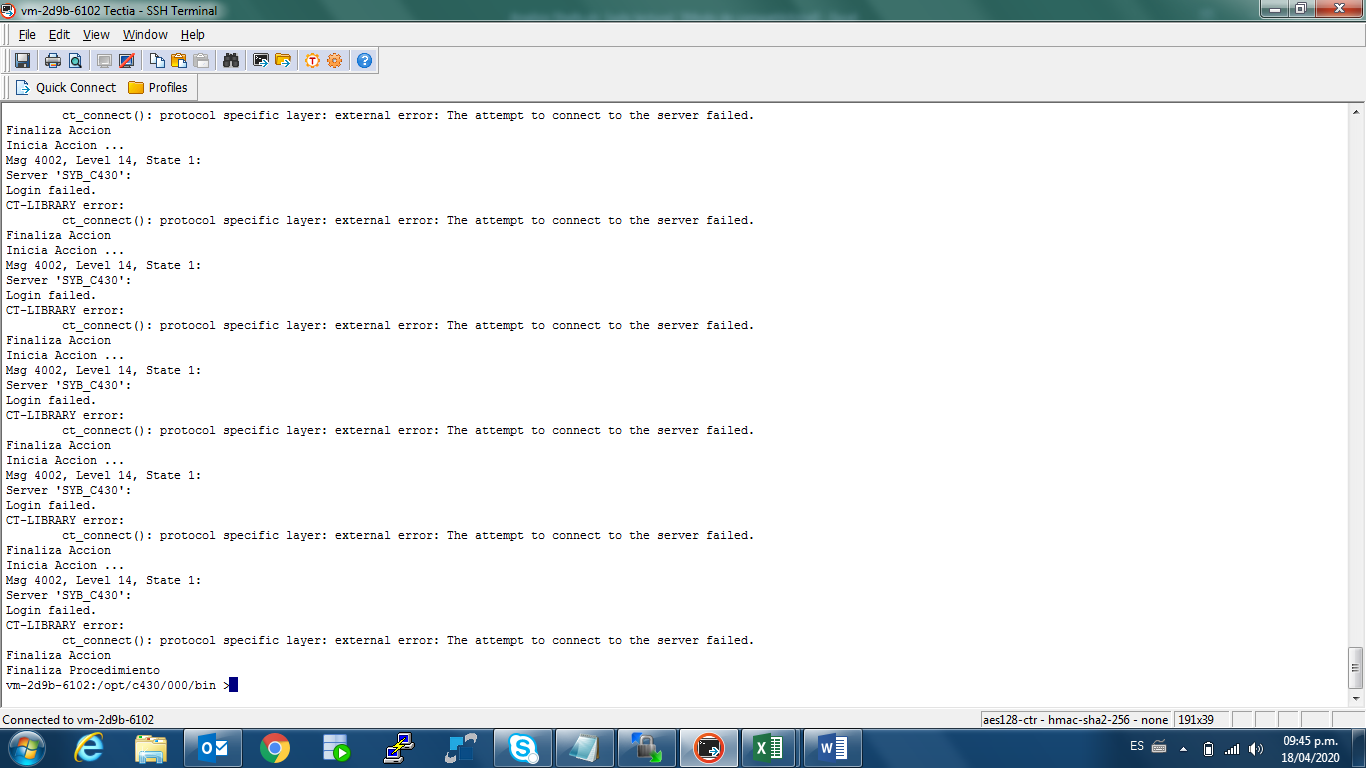 vm-2d9b-6102 Tectia - SSH Terminal
File Edit View Window Help
Quick Connect Profiles
ct_connect(): protocol specific layer: external error: The attempt to connect to the server failed.
Finaliza Accion
Inicia Accion ...
Msg 4002, Level 14, State 1:
Server 'SYB_C430':
Login failed.
CT-LIBRARY error:
ct_connect(): protocol specific layer: external error: The attempt to connect to the server failed.
Finaliza Accion
Inicia Accion ...
Msg 4002, Level 14, State 1:
Server 'SYB_C430':
Login failed.
CT-LIBRARY error:
ct_connect(): protocol specific layer: external error: The attempt to connect to the server failed.
Finaliza Accion
Inicia Accion ...
Msg 4002, Level 14, State 1:
Server 'SYB_C430':
Login failed.
CT-LIBRARY error:
ct_connect(): protocol specific layer: external error: The attempt to connect to the server failed.
Finaliza Accion
Inicia Accion ...
Msg 4002, Level 14, State 1:
Server 'SYB_C430':
Login failed.
CT-LIBRARY error:
ct_connect(): protocol specific layer: external error: The attempt to connect to the server failed.
Finaliza Accion
Inicia Accion ...
Msg 4002, Level 14, State 1:
Server 'SYB_C430':
Login failed.
CT-LIBRARY error:
ct_connect(): protocol specific layer: external error: The attempt to connect to the server failed.
Finaliza Accion
Finaliza Procedimiento
vm-2d9b-6102:/opt/c430/000/bin >
Connected to vm-2d9b-6102
aes128-ctr - hmac-sha2-256 - none 191x39
ES 09:45 p.m.
18/04/2020